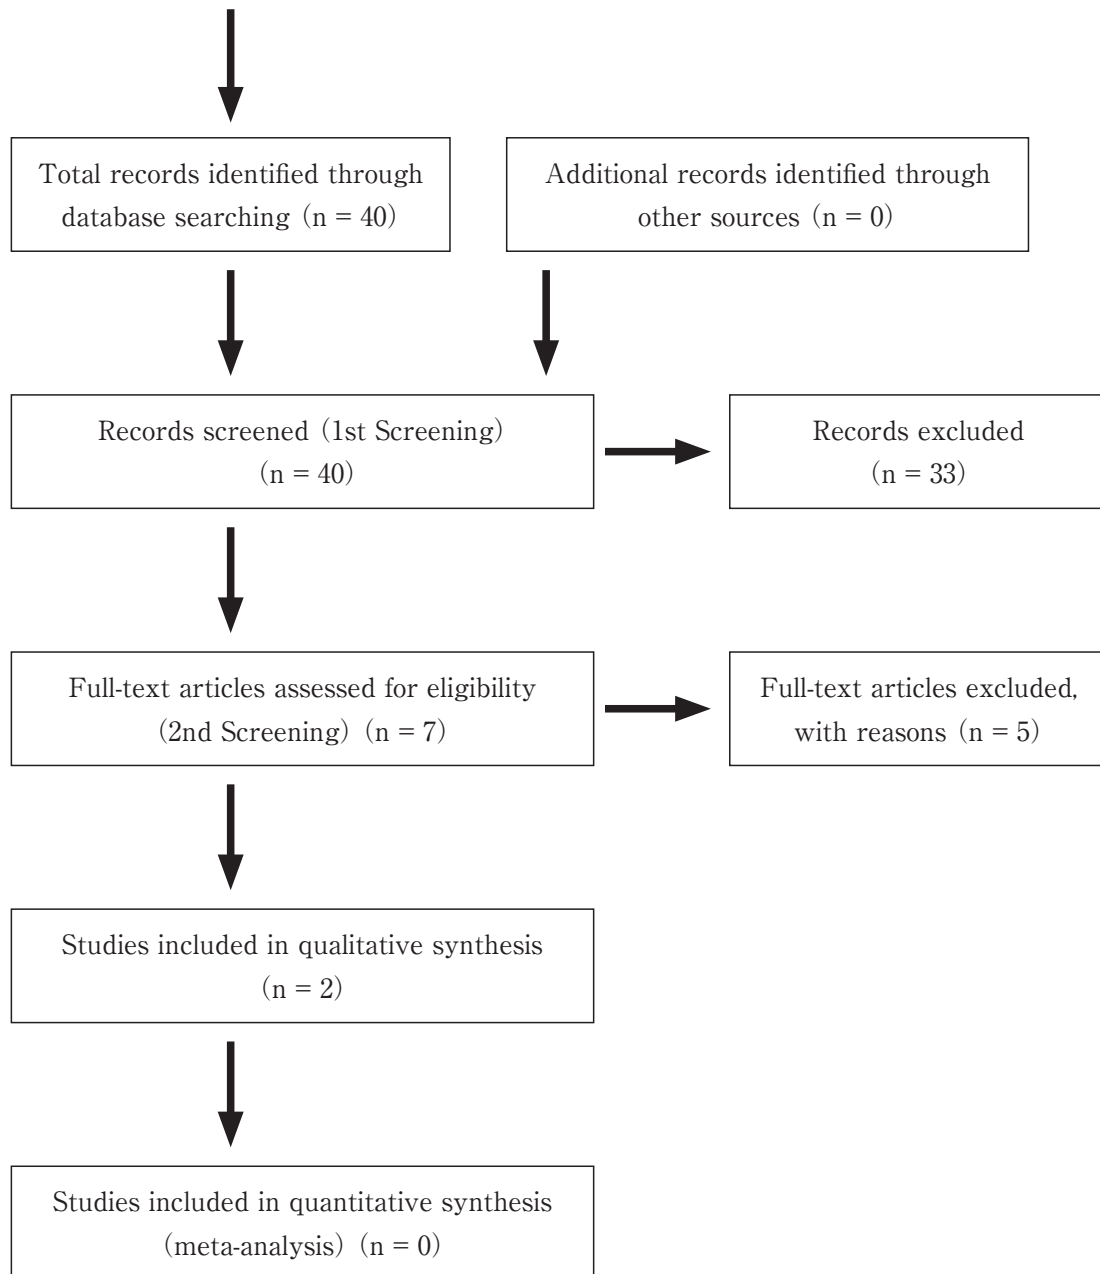 Total records identified through
database searching (n = 40)
Additional records identified through
other sources (n = 0)
Records screened (1st Screening)
(n = 40)
Records excluded
(n = 33)
Full-text articles assessed for eligibility
(2nd Screening) (n = 7)
Full-text articles excluded,
with reasons (n = 5)
Studies included in qualitative synthesis
(n = 2)
Studies included in quantitative synthesis
(meta-analysis) (n = 0)